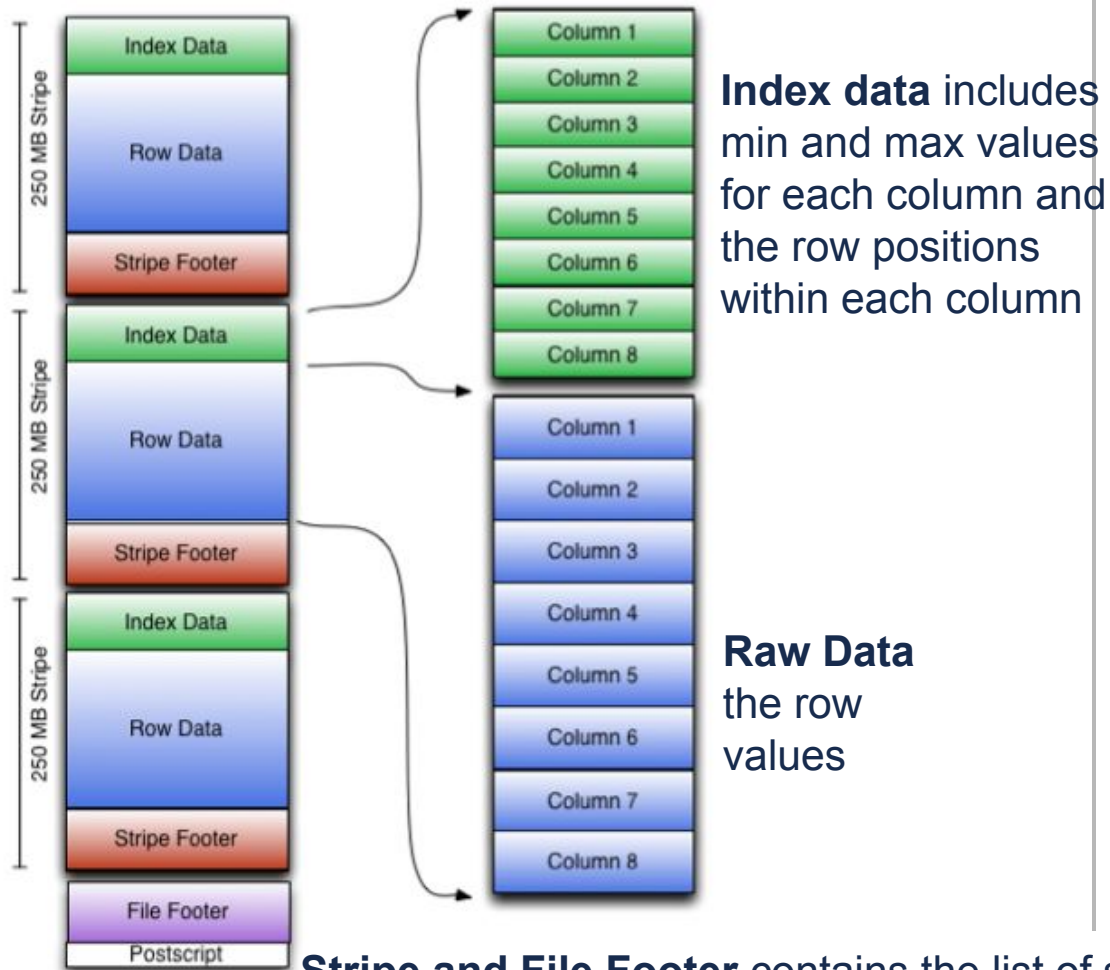 250 MB Stripe
Index Data
Row Data
Stripe Footer
250 MB Stripe
Index Data
Row Data
Stripe Footer
250 MB Stripe
Index Data
Row Data
Stripe Footer
File Footer
Postscript
Column 1
Column 2
Column 3
Column 4
Column 5
Column 6
Column 7
Column 8
Column 1
Column 2
Column 3
Column 4
Column 5
Column 6
Column 7
Column 8
Index data includes
min and max values
for each column and
the row positions
within each column
Raw Data
the row
values
Stripe and File Footer contains the list of